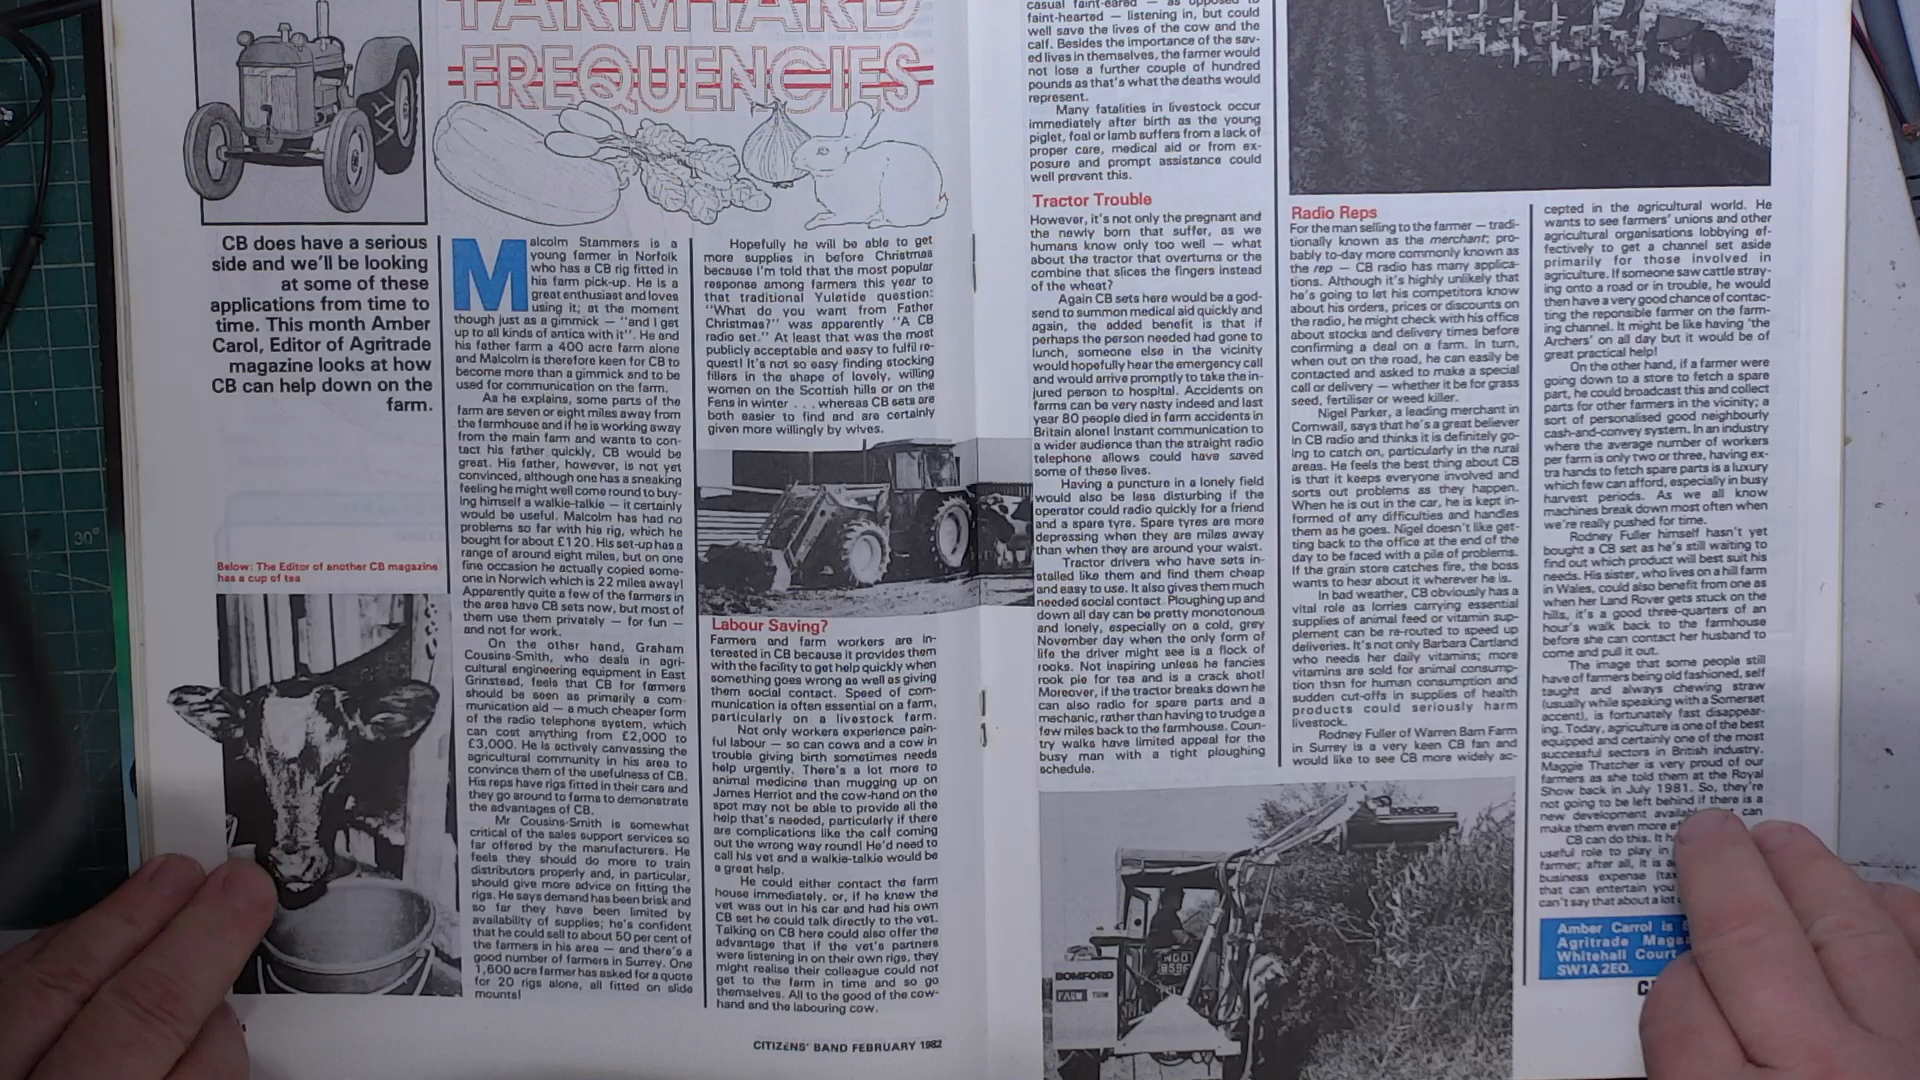 FARMYARD
FREQUENCIES
CB does have a serious
side and we'll be looking
at some of these
applications from time to
time. This month Amber
Carol, Editor of Agritrade
magazine looks at how
CB can help down on the
farm.
Below: The Editor of another CB magazine
has a cup of tea
Malcolm Stammers is a
young farmer in Norfolk
who has a CB rig fitted in
his farm pick-up. He is a
great enthusiast and loves
using it; at the moment
though just as a gimmick — "and I get
up to all kinds of antics with it". He and
his father farm a 400 acre farm alone
and Malcolm is therefore keen for CB to
become more than a gimmick and to be
used for communication on the farm.
As he explains, some parts of the
farm are seven or eight miles away from
the farmhouse and if he is working away
from the main farm and wants to con-
tact his father quickly, CB would be
great. His father, however, is not yet
convinced, although one has a sneaking
feeling he might well come round to buy-
ing himself a walkie-talkie — it certainly
would be useful. Malcolm has had no
problems so far with his rig, which he
bought for about £120. His set-up has a
range of around eight miles, but on one
fine occasion he actually copied some-
one in Norwich which is 22 miles away!
Apparently quite a few of the farmers in
the area have CB sets now, but most of
them use them privately — for fun —
and not for work.
On the other hand, Graham
Cousins-Smith, who deals in agri-
cultural engineering equipment in East
Grinstead, feels that CB for farmers
should be seen as primarily a com-
munication aid — a much cheaper form
of the radio telephone system, which
can cost anything from £2,000 to
£3,000. He is actively canvassing the
agricultural community in his area to
convince them of the usefulness of CB.
His reps have rigs fitted in their cars and
they go around to farms to demonstrate
the advantages of CB.
Mr Cousins-Smith is somewhat
critical of the sales support services so
far offered by the manufacturers. He
feels they should do more to train
distributors properly and, in particular,
should give more advice on fitting the
rigs. He says demand has been brisk and
so far they have been limited by
availability of supplies; he's confident
that he could sell to about 50 per cent of
the farmers in his area — and there's a
good number of farmers in Surrey. One
1,600 acre farmer has asked for a quote
for 20 rigs alone, all fitted on slide
mounts!
Hopefully he will be able to get
more supplies in before Christmas
because I'm told that the most popular
response among farmers this year to
that traditional Yuletide question:
"What do you want from Father
Christmas?" was apparently "A CB
radio set." At least that was the most
publicly acceptable and easy to fulfil re-
quest! It's not so easy finding stocking
fillers in the shape of lovely, willing
women on the Scottish hills or on the
Fens in winter . . . whereas CB sets are
both easier to find and are certainly
given more willingly by wives.
Labour Saving?
Farmers and farm workers are in-
terested in CB because it provides them
with the facility to get help quickly when
something goes wrong as well as giving
them social contact. Speed of com-
munication is often essential on a farm,
particularly on a livestock farm.
Not only workers experience pain-
ful labour — so can cows and a cow in
trouble giving birth sometimes needs
help urgently. There's a lot more to
animal medicine than mugging up on
James Herriot and the cow-hand on the
spot may not be able to provide all the
help that's needed, particularly if there
are complications like the calf coming
out the wrong way round! He'd need to
call his vet and a walkie-talkie would be
a great help.
He could either contact the farm
house immediately, or, if he knew the
vet was out in his car and had his own
CB set he could talk directly to the vet.
Talking on CB here could also offer the
advantage that if the vet's partners
were listening in on their own rigs, they
might realise their colleague could not
get to the farm in time and so go
themselves. All to the good of the cow-
hand and the labouring cow.
CITIZENS' BAND FEBRUARY 1982
casual faint-eared — as opposed to
faint-hearted — listening in, but could
well save the lives of the cow and the
calf. Besides the importance of the sav-
ed lives in themselves, the farmer would
not lose a further couple of hundred
pounds as that's what the deaths would
represent.
Many fatalities in livestock occur
immediately after birth as the young
piglet, foal or lamb suffers from a lack of
proper care, medical aid or from ex-
posure and prompt assistance could
well prevent this.
Tractor Trouble
However, it's not only the pregnant and
the newly born that suffer, as we
humans know only too well — what
about the tractor that overturns or the
combine that slices the fingers instead
of the wheat?
Again CB sets here would be a god-
send to summon medical aid quickly and
again, the added benefit is that if
perhaps the person needed had gone to
lunch, someone else in the vicinity
would hopefully hear the emergency call
and would arrive promptly to take the in-
jured person to hospital. Accidents on
farms can be very nasty indeed and last
year 80 people died in farm accidents in
Britain alone! Instant communication to
a wider audience than the straight radio
telephone allows could have saved
some of these lives.
Having a puncture in a lonely field
would also be less disturbing if the
operator could radio quickly for a friend
and a spare tyre. Spare tyres are more
depressing when they are miles away
than when they are around your waist.
Tractor drivers who have sets in-
stalled like them and find them cheap
and easy to use. It also gives them much
needed social contact. Ploughing up and
down all day can be pretty monotonous
and lonely, especially on a cold, grey
November day when the only form of
life the driver might see is a flock of
rooks. Not inspiring unless he fancies
rook pie for tea and is a crack shot!
Moreover, if the tractor breaks down he
can also radio for spare parts and a
mechanic, rather than having to trudge a
few miles back to the farmhouse. Coun-
try walks have limited appeal for the
busy man with a tight ploughing
schedule.
BOMFORD
BOMFORD
FARM TRIM
Radio Reps
For the man selling to the farmer — tradi-
tionally known as the merchant; pro-
bably to-day more commonly known as
the rep — CB radio has many applica-
tions. Although it's highly unlikely that
he's going to let his competitors know
about his orders, prices or discounts on
the radio, he might check with his office
about stocks and delivery times before
confirming a deal on a farm. In turn,
when out on the road, he can easily be
contacted and asked to make a special
call or delivery — whether it be for grass
seed, fertiliser or weed killer.
Nigel Parker, a leading merchant in
Cornwall, says that he's a great believer
in CB radio and thinks it is definitely go-
ing to catch on, particularly in the rural
areas. He feels the best thing about CB
is that it keeps everyone involved and
sorts out problems as they happen.
When he is out in the car, he is kept in-
formed of any difficulties and handles
them as he goes. Nigel doesn't like get-
ting back to the office at the end of the
day to be faced with a pile of problems.
If the grain store catches fire, the boss
wants to hear about it wherever he is.
In bad weather, CB obviously has a
vital role as lorries carrying essential
supplies of animal feed or vitamin sup-
plement can be re-routed to speed up
deliveries. It's not only Barbara Cartland
who needs her daily vitamins; more
vitamins are sold for animal consump-
tion than for human consumption and
sudden cut-offs in supplies of health
products could seriously harm
livestock.
Rodney Fuller of Warren Barn Farm
in Surrey is a very keen CB fan and
would like to see CB more widely ac-
cepted in the agricultural world. He
wants to see farmers' unions and other
agricultural organisations lobbying ef-
fectively to get a channel set aside
primarily for those involved in
agriculture. If someone saw cattle stray-
ing onto a road or in trouble, he would
then have a very good chance of contac-
ting the reponsible farmer on the farm-
ing channel. It might be like having 'the
Archers' on all day but it would be of
great practical help!
On the other hand, if a farmer were
going down to a store to fetch a spare
part, he could broadcast this and collect
parts for other farmers in the vicinity; a
sort of personalised good neighbourly
cash-and-convey system. In an industry
where the average number of workers
per farm is only two or three, having ex-
tra hands to fetch spare parts is a luxury
which few can afford, especially in busy
harvest periods. As we all know
machines break down most often when
we're really pushed for time.
Rodney Fuller himself hasn't yet
bought a CB set as he's still waiting to
find out which product will best suit his
needs. His sister, who lives on a hill farm
in Wales, could also benefit from one as
when her Land Rover gets stuck on the
hills, it's a good three-quarters of an
hour's walk back to the farmhouse
before she can contact her husband to
come and pull it out.
The image that some people still
have of farmers being old fashioned, self
taught and always chewing straw
(usually while speaking with a Somerset
accent), is fortunately fast disappear-
ing. Today, agriculture is one of the best
equipped and certainly one of the most
successful sectors in British industry.
Maggie Thatcher is very proud of our
farmers as she told them at the Royal
Show back in July 1981. So, they're
not going to be left behind if there is a
new development can
make them even more
CB can do this. It
useful role to play in
farmer; after all, it is
business expense
that can entertain you
can't say that about a lot
Amber Carrol is
Agritrade
Whitehall Court
SW1A 2EQ.
30°